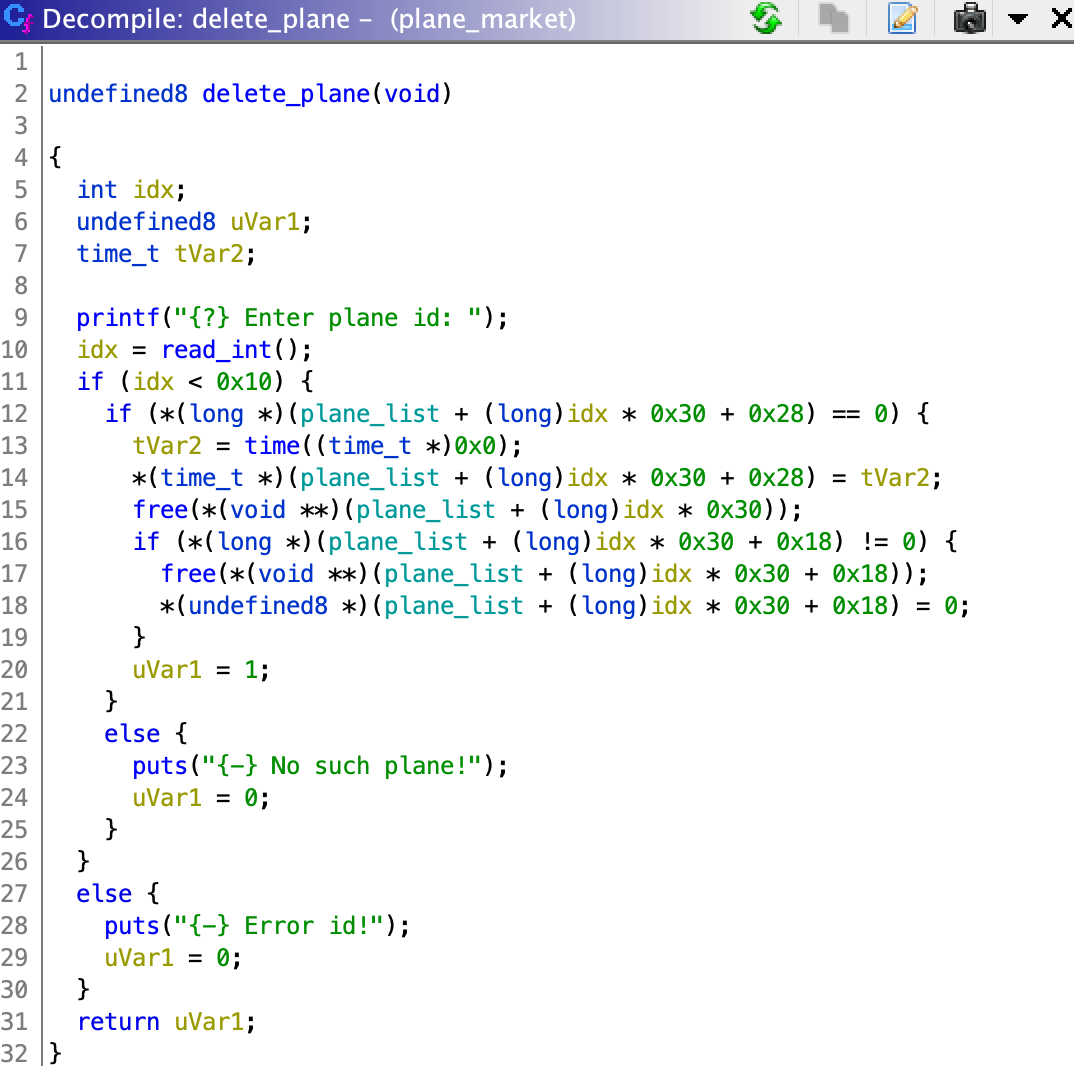 Decompile: delete_plane – (plane_market)
1
2 undefined8 delete_plane(void)
3
4 {
5 int idx;
6 undefined8 uVar1;
7 time_t tVar2;
8
9 printf("{?} Enter plane id: ");
10 idx = read_int();
11 if (idx < 0x10) {
12 if (*(long *)(plane_list + (long)idx * 0x30 + 0x28) == 0) {
13 tVar2 = time((time_t *)0x0);
14 *(time_t *)(plane_list + (long)idx * 0x30 + 0x28) = tVar2;
15 free(*(void **)(plane_list + (long)idx * 0x30));
16 if (*(long *)(plane_list + (long)idx * 0x30 + 0x18) != 0) {
17 free(*(void **)(plane_list + (long)idx * 0x30 + 0x18));
18 *(undefined8 *)(plane_list + (long)idx * 0x30 + 0x18) = 0;
19 }
20 uVar1 = 1;
21 }
22 else {
23 puts("{-} No such plane!");
24 uVar1 = 0;
25 }
26 }
27 else {
28 puts("{-} Error id!");
29 uVar1 = 0;
30 }
31 return uVar1;
32 }